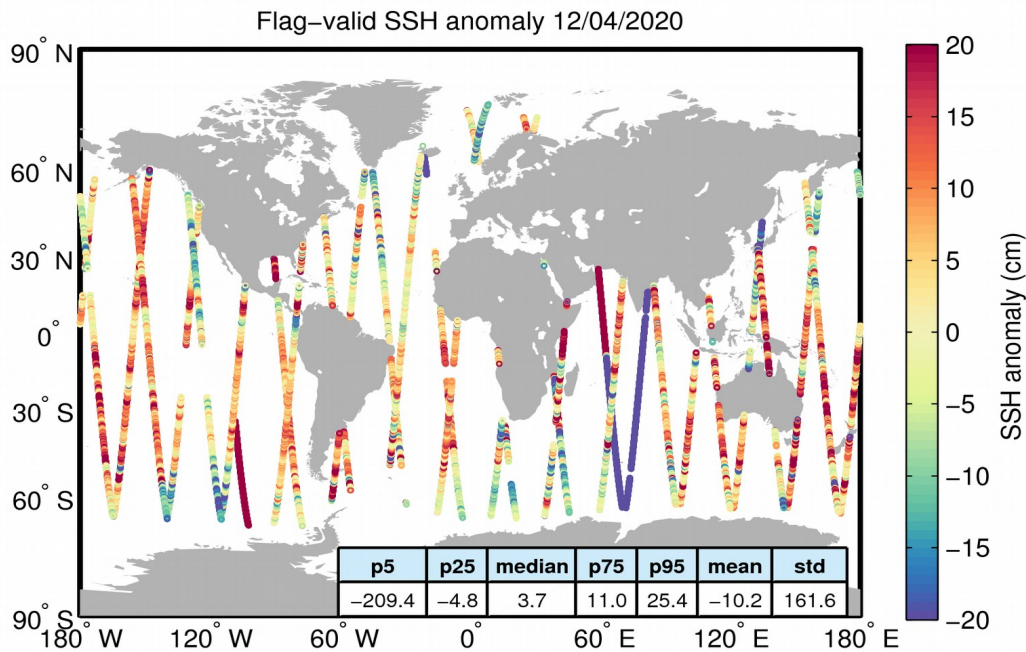 Flag−valid SSH anomaly 12/04/2020
90° N
60° N
30° N
0°
30° S
60° S
90° S
180° W
120° W
60° W
0°
60° E
120° E
180° E
p5 p25 median p75 p95 mean std
−209.4 −4.8 3.7 11.0 25.4 −10.2 161.6
20
15
10
5
0
−5
−10
−15
−20
SSH anomaly (cm)